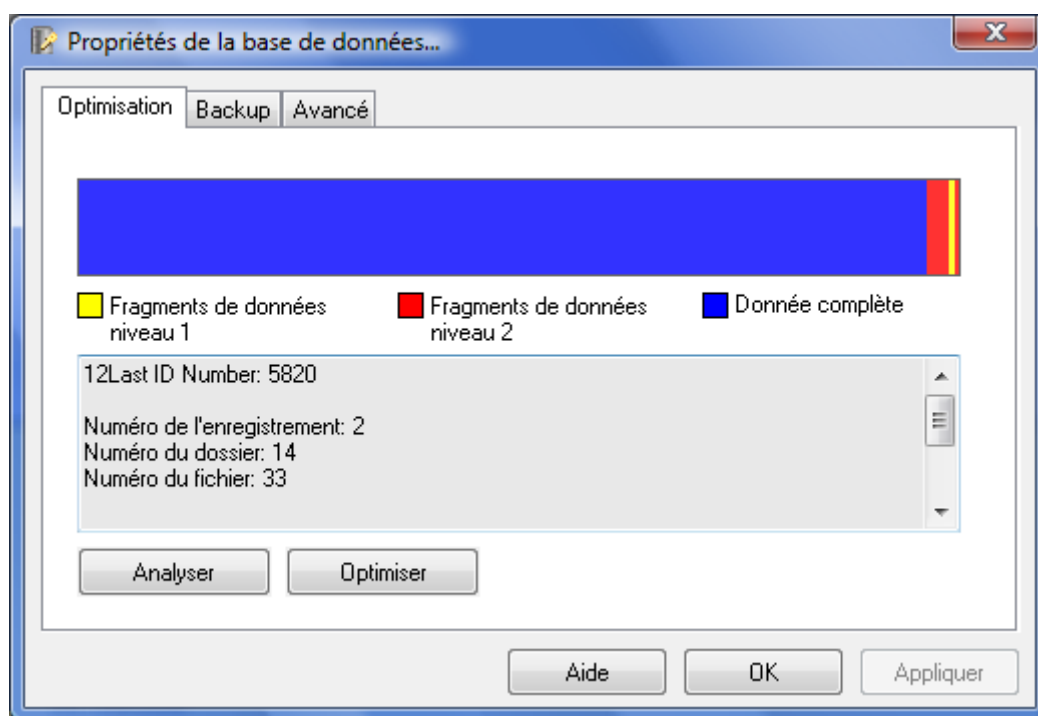 Propriétés de la base de données...
Optimisation Backup Avancé
Fragments de données niveau 1
Fragments de données niveau 2
Donnée complète
12Last ID Number: 5820
Numéro de l'enregistrement: 2
Numéro du dossier: 14
Numéro du fichier: 33
Analyser Optimiser
Aide OK Appliquer